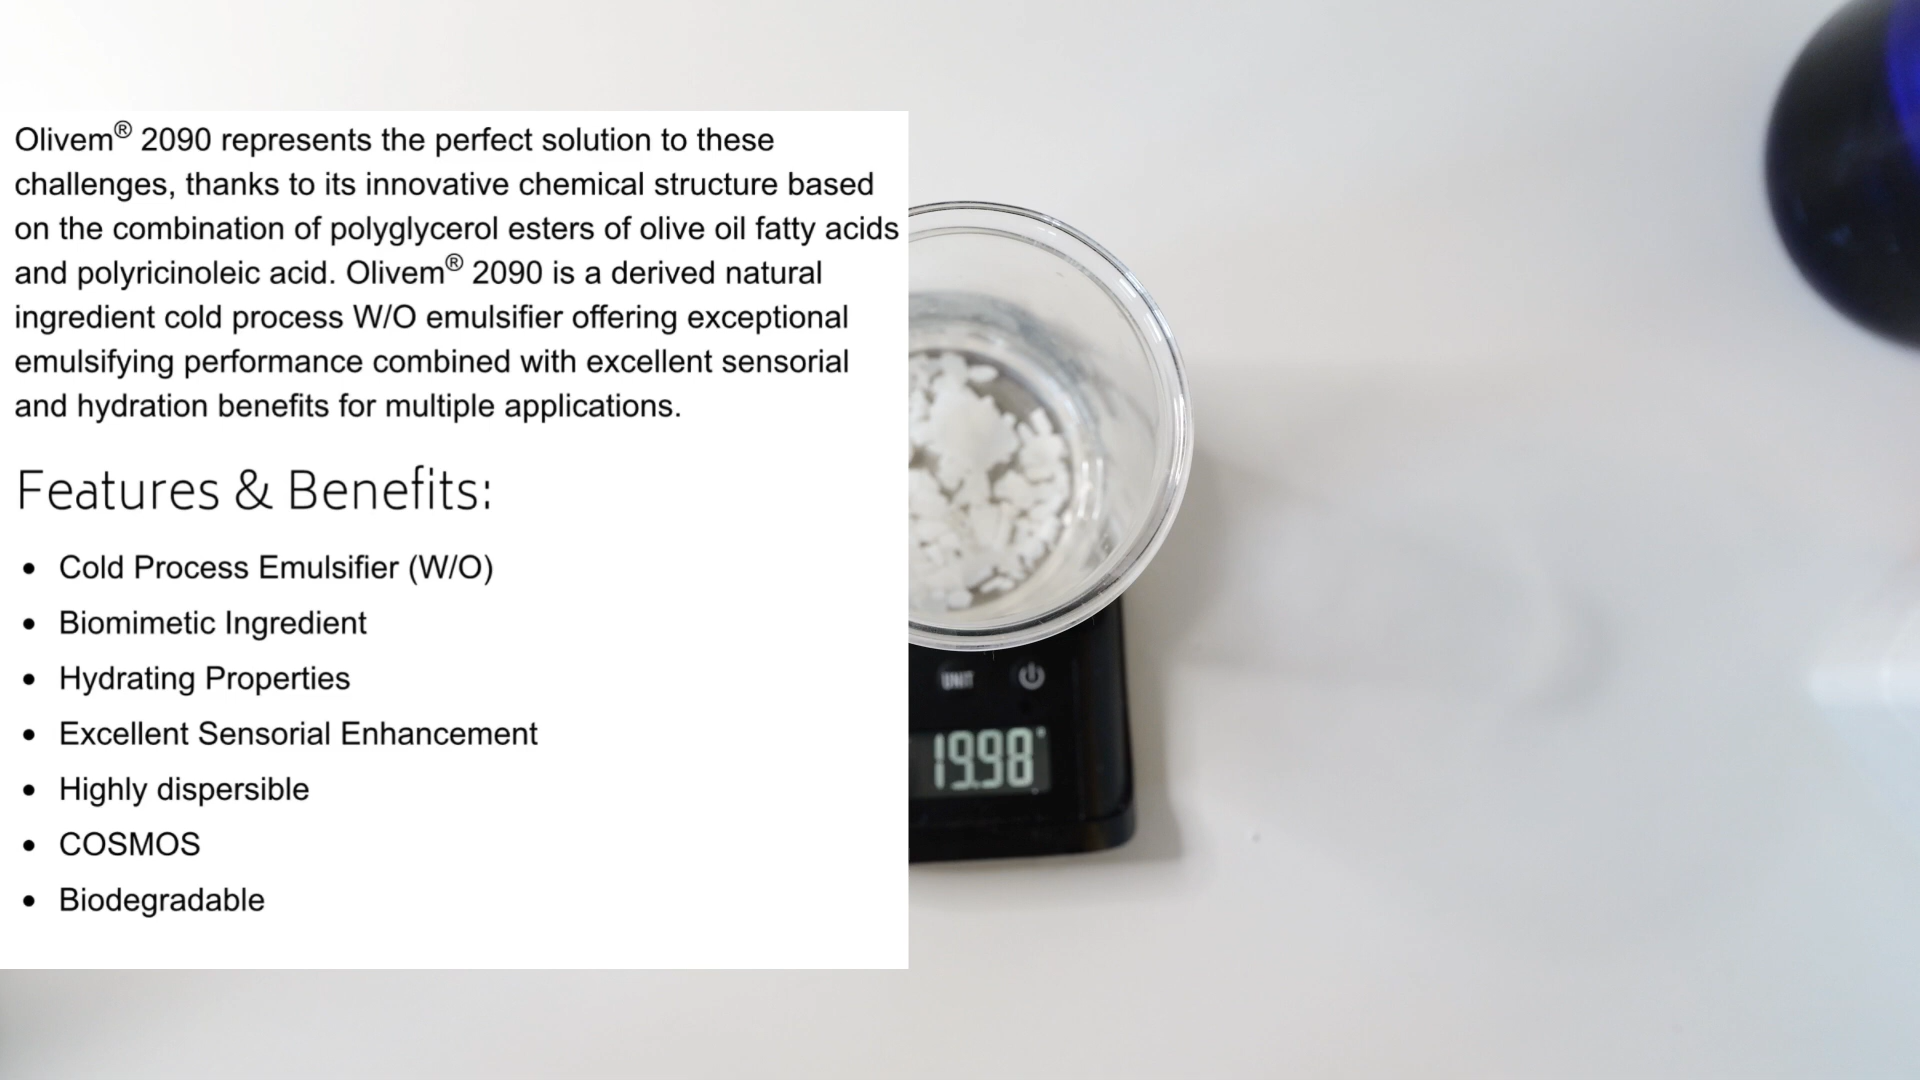 Olivem® 2090 represents the perfect solution to these
challenges, thanks to its innovative chemical structure based
on the combination of polyglycerol esters of olive oil fatty acids
and polyricinoleic acid. Olivem® 2090 is a derived natural
ingredient cold process W/O emulsifier offering exceptional
emulsifying performance combined with excellent sensorial
and hydration benefits for multiple applications.
Features & Benefits:
• Cold Process Emulsifier (W/O)
• Biomimetic Ingredient
• Hydrating Properties
• Excellent Sensorial Enhancement
• Highly dispersible
• COSMOS
• Biodegradable
UNIT
19.98